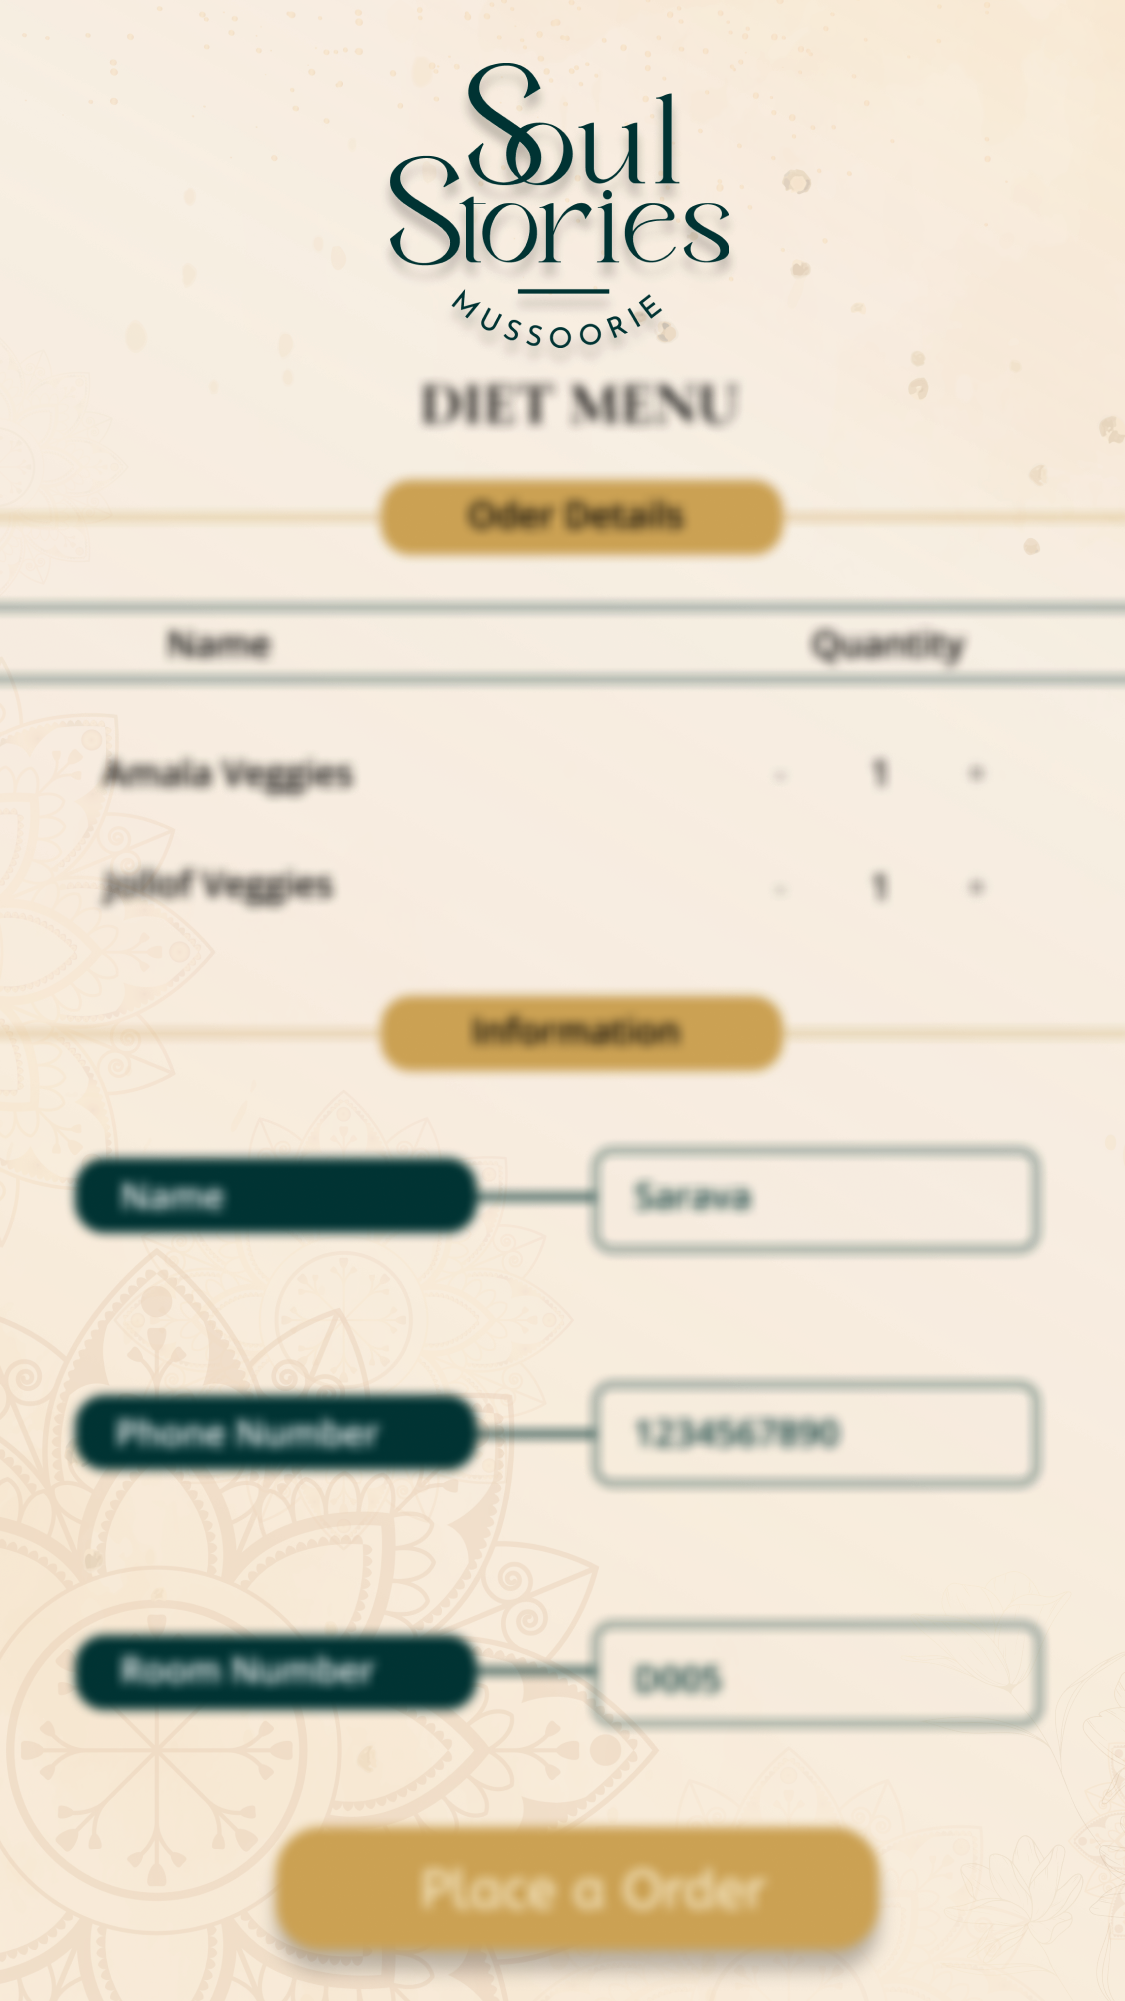 Soul
Stories
MUSSOORIE
DIET MENU
Oder Details
Name Quantity
Amala Veggies - 1 +
Jollof Veggies - 1 +
Information
Name Sarava
Phone Number 1234567890
Room Number D005
Place a Order